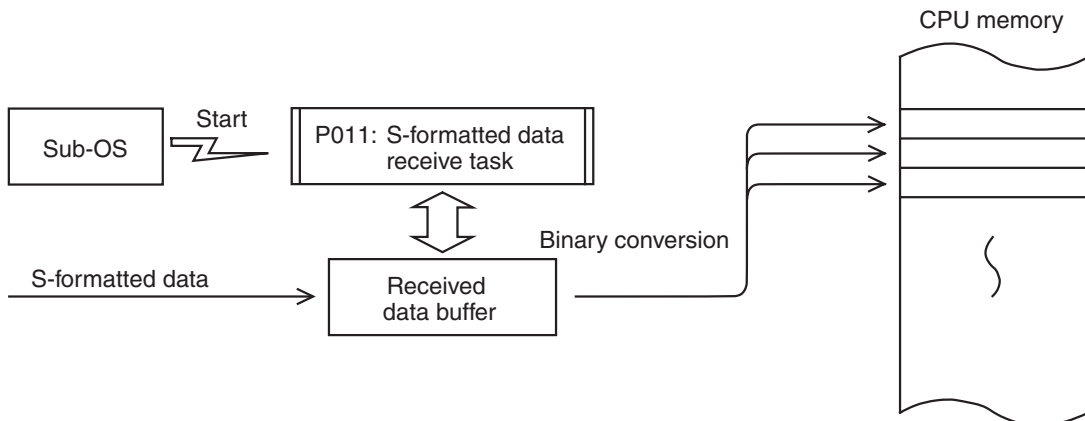 CPU memory
Sub-OS
Start
P011: S-formatted data
receive task
Binary conversion
S-formatted data
Received
data buffer